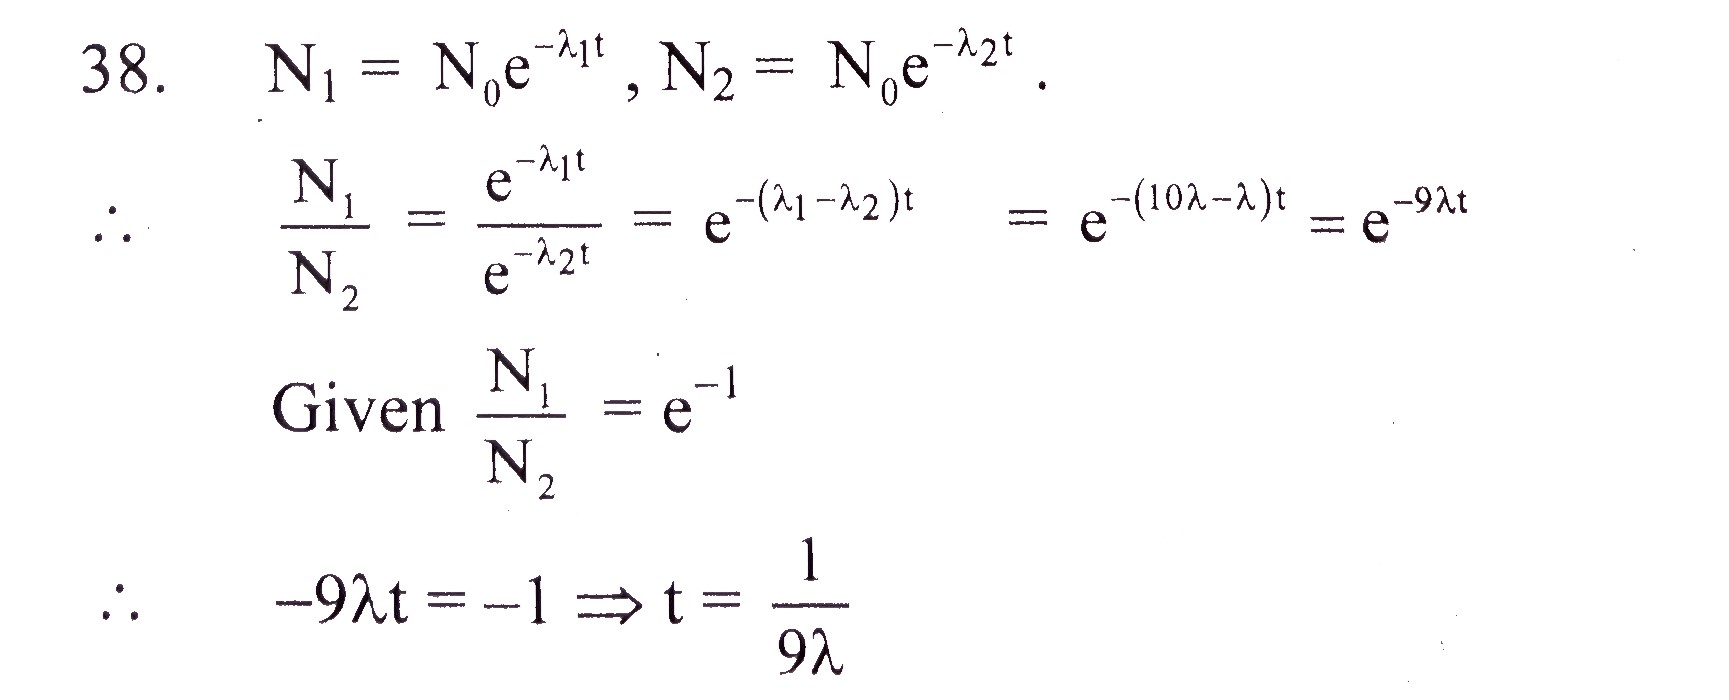 38. N₁ = N₀e^(-λ₁t) , N₂ = N₀e^(-λ₂t) .
∴ N₁/N₂ = e^(-λ₁t)/e^(-λ₂t) = e^(-(λ₁-λ₂)t) = e^(-(10λ-λ)t) = e^(-9λt)
Given N₁/N₂ = e^(-1)
∴ -9λt = -1 ⇒ t = 1/9λ